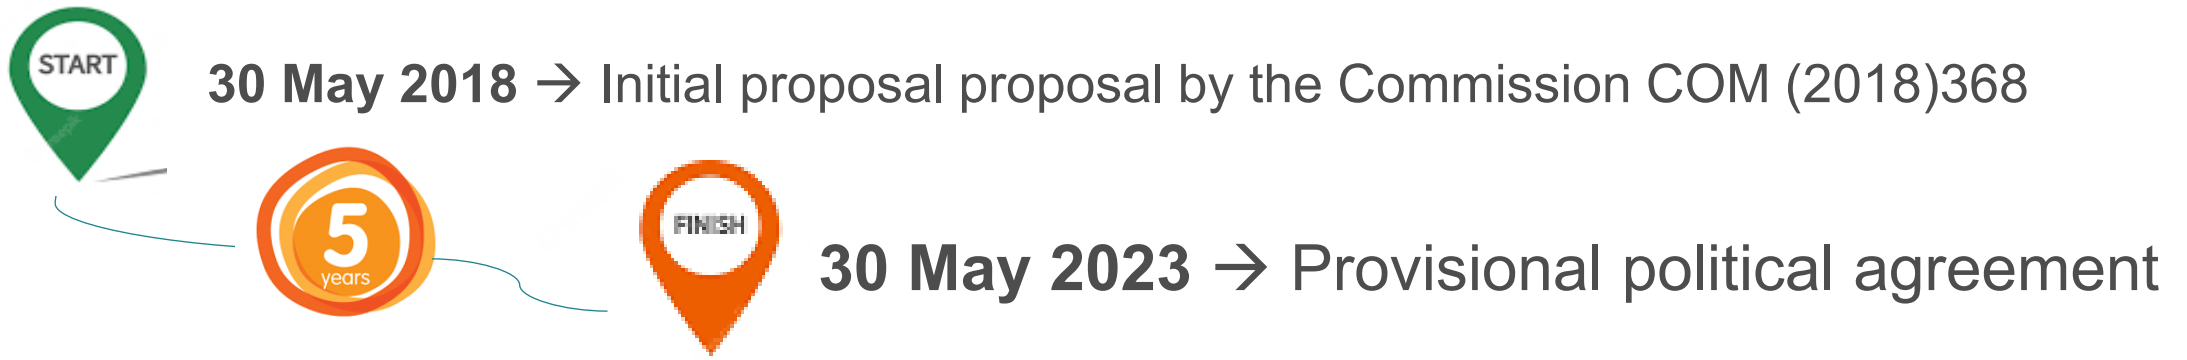 START
30 May 2018 → Initial proposal proposal by the Commission COM (2018)368
5
years
FINISH
30 May 2023 → Provisional political agreement